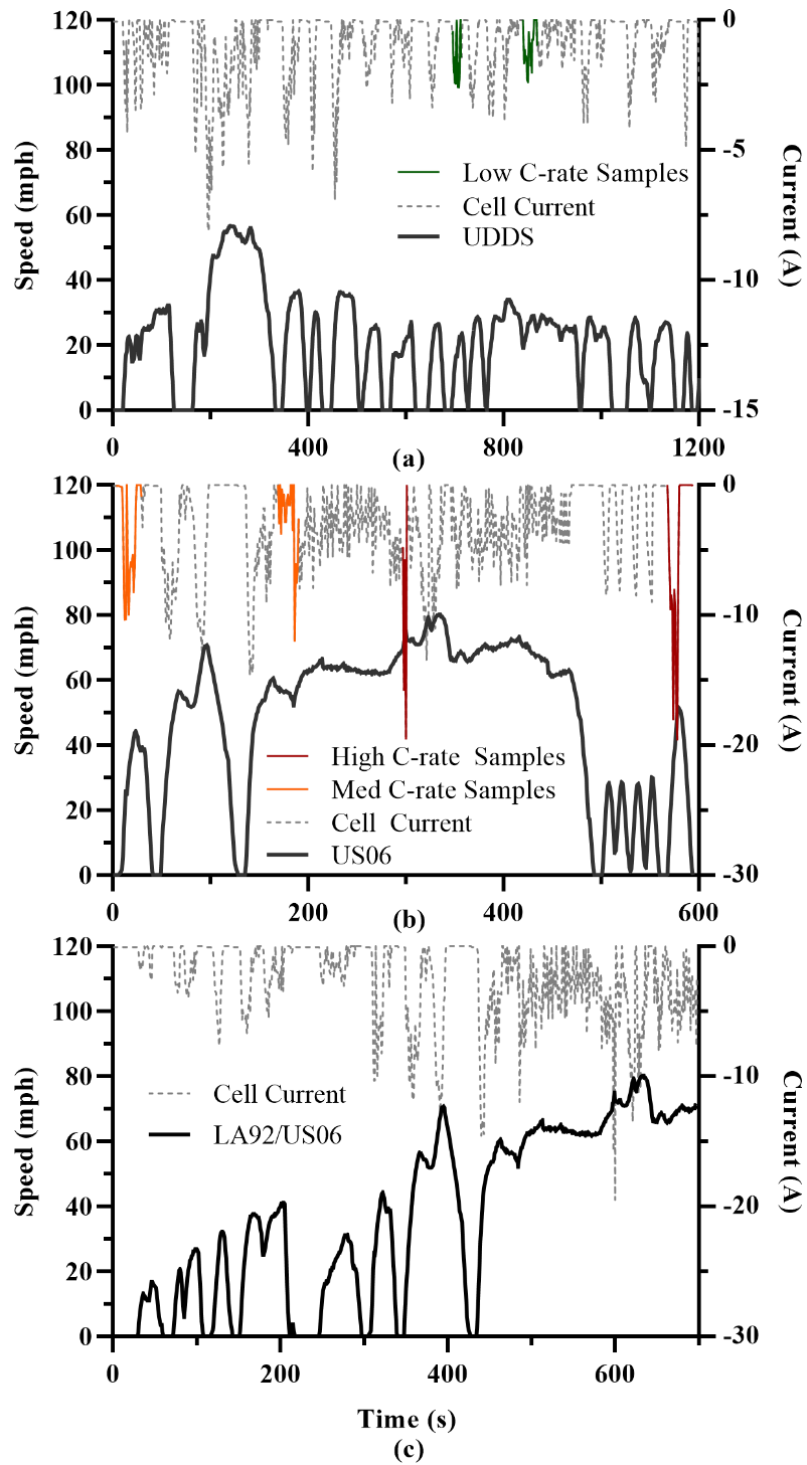 120
100
80
60
40
20
0
Speed (mph)
0
-5
-10
-15
Current (A)
Low C-rate Samples
Cell Current
UDDS
0
400
800
1200
(a)
120
100
80
60
40
20
0
Speed (mph)
0
-10
-20
-30
Current (A)
High C-rate Samples
Med C-rate Samples
Cell Current
US06
0
200
400
600
(b)
120
100
80
60
40
20
0
Speed (mph)
0
-10
-20
-30
Current (A)
Cell Current
LA92/US06
0
200
400
600
Time (s)
(c)